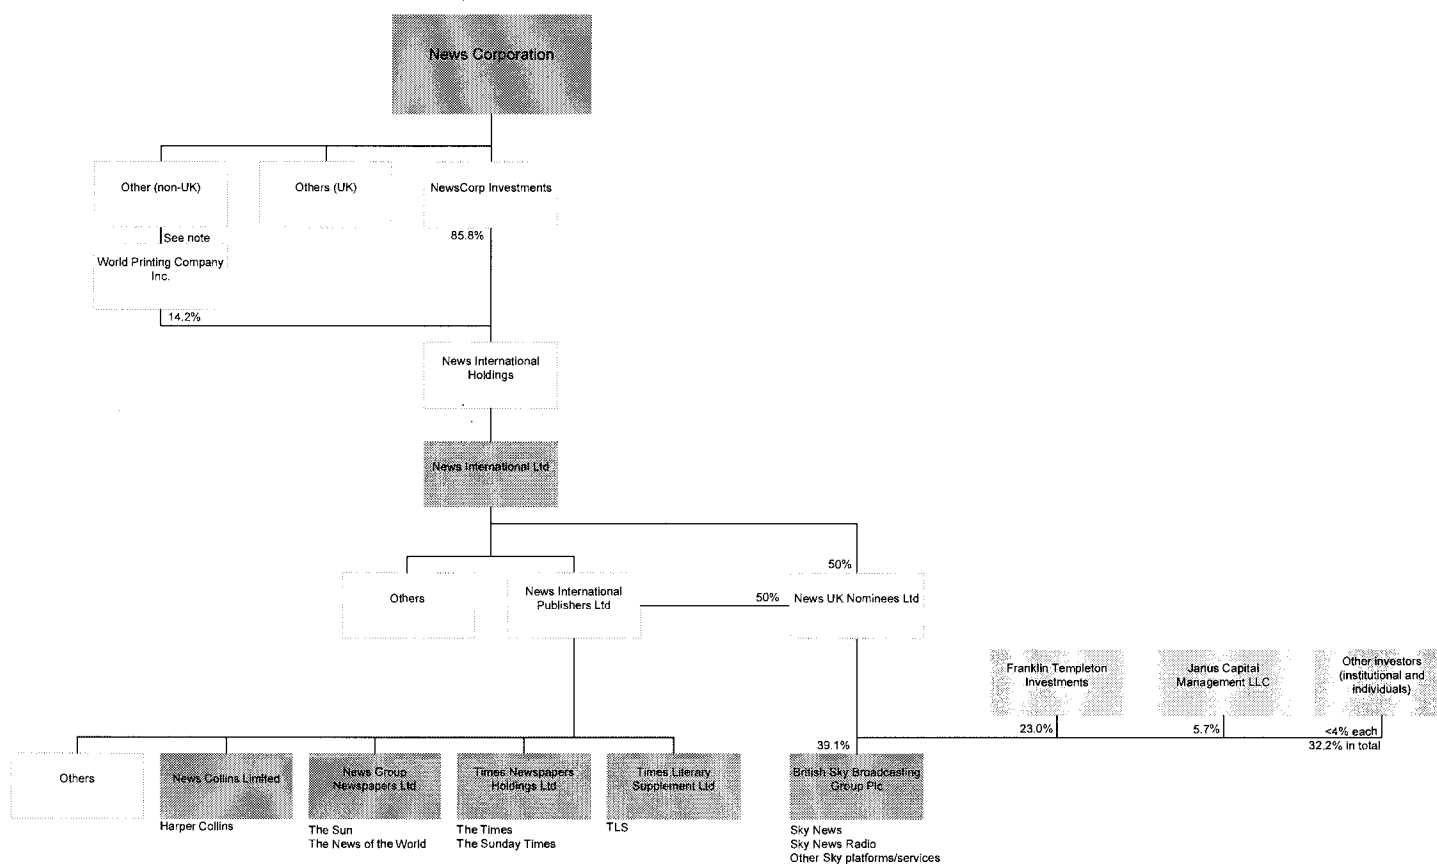 News Corporation
Other (non-UK)
Others (UK)
NewsCorp Investments
See note
85.8%
World Printing Company
Inc.
14.2%
News International
Holdings
News International Ltd
50%
Others
News International
Publishers Ltd
50%
News UK Nominees Ltd
Franklin Templeton
Investments
Janus Capital
Management LLC
Other investors
(institutional and
individuals)
23.0%
5.7%
<4% each
39.1%
32.2% in total
Others
News Collins Limited
News Group
Newspapers Ltd
Times Newspapers
Holdings Ltd
Times Literary
Supplement Ltd
British Sky Broadcasting
Group Plc
Harper Collins
The Sun
The News of the World
The Times
The Sunday Times
TLS
Sky News
Sky News Radio
Other Sky platforms/services